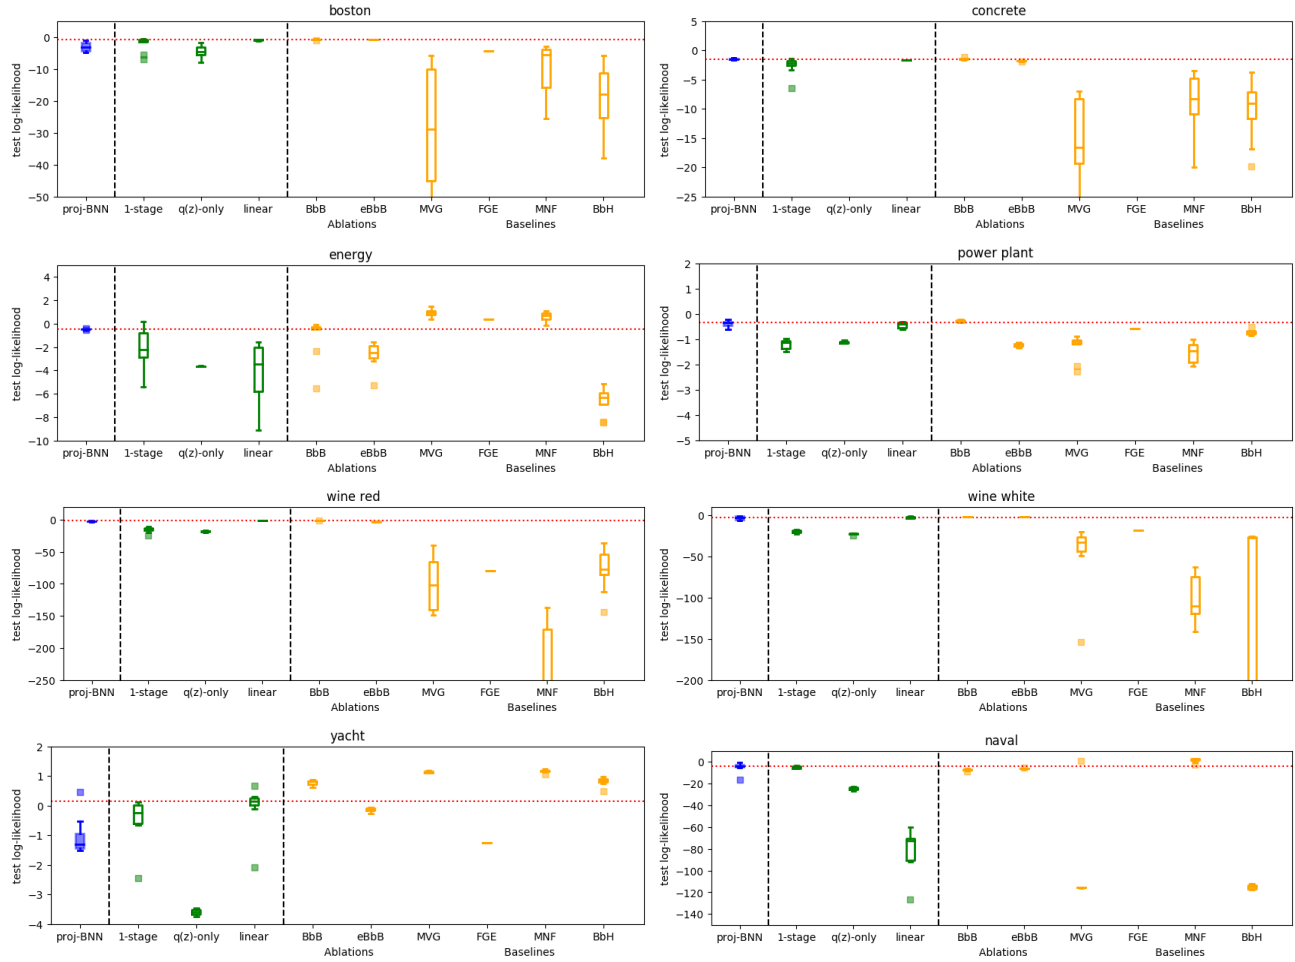 boston
test log-likelihood
0
−10
−20
−30
−40
−50
proj-BNN 1-stage q(z)-only linear BbB eBbB MVG FGE MNF BbH
Ablations Baselines
concrete
test log-likelihood
5
0
−5
−10
−15
−20
−25
proj-BNN 1-stage q(z)-only linear BbB eBbB MVG FGE MNF BbH
Ablations Baselines
energy
test log-likelihood
4
2
0
−2
−4
−6
−8
−10
proj-BNN 1-stage q(z)-only linear BbB eBbB MVG FGE MNF BbH
Ablations Baselines
power plant
test log-likelihood
2
1
0
−1
−2
−3
−4
−5
proj-BNN 1-stage q(z)-only linear BbB eBbB MVG FGE MNF BbH
Ablations Baselines
wine red
test log-likelihood
0
−50
−100
−150
−200
−250
proj-BNN 1-stage q(z)-only linear BbB eBbB MVG FGE MNF BbH
Ablations Baselines
wine white
test log-likelihood
0
−50
−100
−150
−200
proj-BNN 1-stage q(z)-only linear BbB eBbB MVG FGE MNF BbH
Ablations Baselines
yacht
test log-likelihood
2
1
0
−1
−2
−3
−4
proj-BNN 1-stage q(z)-only linear BbB eBbB MVG FGE MNF BbH
Ablations Baselines
naval
test log-likelihood
0
−20
−40
−60
−80
−100
−120
−140
proj-BNN 1-stage q(z)-only linear BbB eBbB MVG FGE MNF BbH
Ablations Baselines